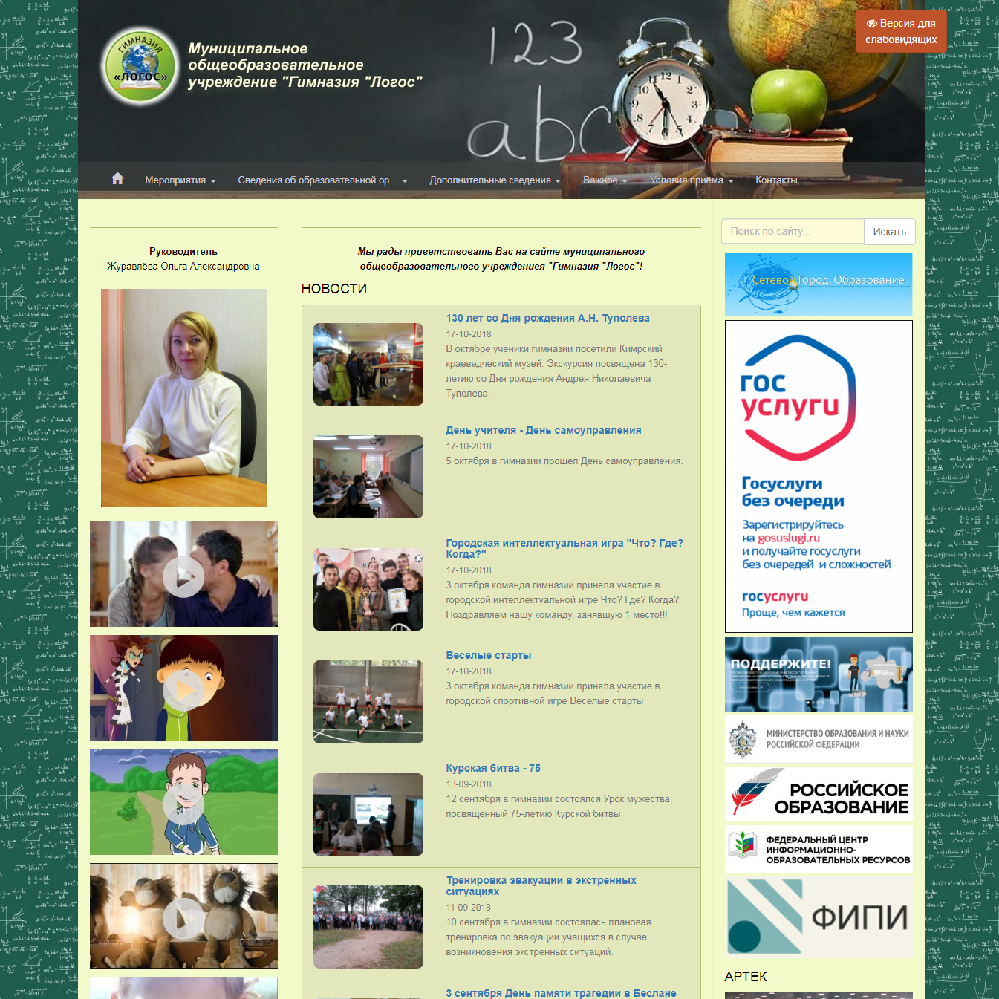 ГИМНАЗИЯ
«ЛОГОС»
Муниципальное
общеобразовательное
учреждение "Гимназия "Логос"
123
abc
Версия для
слабовидящих
Мероприятия
Сведения об образовательной ор...
Дополнительные сведения
Важное
Условия приёма
Контакты
Руководитель
Журавлёва Ольга Александровна
Мы рады приветствовать Вас на сайте муниципального
общеобразовательного учреждениея "Гимназия "Логос"!
НОВОСТИ
130 лет со Дня рождения А.Н. Туполева
17-10-2018
В октябре ученики гимназии посетили Кимрский
краеведческий музей. Экскурсия посвящена 130-
летию со Дня рождения Андрея Николаевича
Туполева.
День учителя - День самоуправления
17-10-2018
5 октября в гимназии прошел День самоуправления.
Городская интеллектуальная игра "Что? Где?
Когда?"
17-10-2018
3 октября команда гимназии приняла участие в
городской интеллектуальной игре Что? Где? Когда?
Поздравляем нашу команду, занявшую 1 место!!!
Веселые старты
17-10-2018
3 октября команда гимназии приняла участие в
городской спортивной игре Веселые старты
Курская битва - 75
13-09-2018
12 сентября в гимназии состоялся Урок мужества,
посвященный 75-летию Курской битвы
Тренировка эвакуации в экстренных
ситуациях
11-09-2018
10 сентября в гимназии состоялась плановая
тренировка по эвакуации учащихся в случае
возникновения экстренных ситуаций.
3 сентября День памяти трагедии в Беслане
Поиск по сайту...
Искать
Сетевой Город. Образование
гос
услуги
Госуслуги
без очереди
Зарегистрируйтесь
на gosuslugi.ru
и получайте госуслуги
без очередей и сложностей
госуслуги
Проще, чем кажется
ПОДДЕРЖИТЕ!
МИНИСТЕРСТВО ОБРАЗОВАНИЯ И НАУКИ
РОССИЙСКОЙ ФЕДЕРАЦИИ
РОССИЙСКОЕ
ОБРАЗОВАНИЕ
ФЕДЕРАЛЬНЫЙ ЦЕНТР
ИНФОРМАЦИОННО-
ОБРАЗОВАТЕЛЬНЫХ РЕСУРСОВ
ФИПИ
АРТЕК